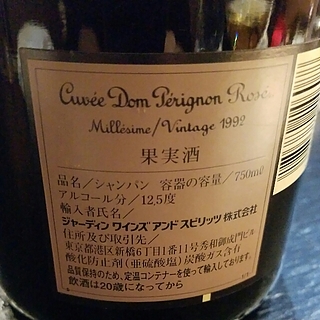 Cuvée Dom Pérignon Rosé
Millésime/Vintage 1992
果実酒
品名／シャンパン 容器の容量／750ml
アルコール分／12.5度
輸入者氏名／
ジャーディン ワインズ アンド スピリッツ 株式会社
住所及び取引先／
東京都港区新橋6丁目1番11号秀和御成門ビル
酸化防止剤(亜硫酸塩)炭酸ガス含有
品質保持のため、定温コンテナーを使って輸入しております。
飲酒は20歳になってから